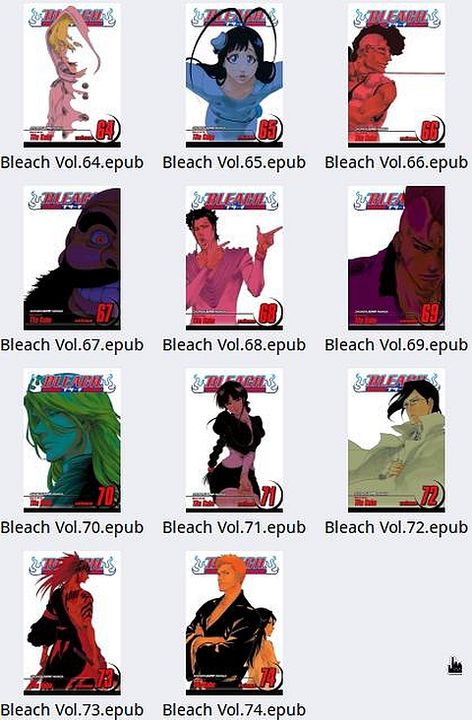 BLEACH BLEACH BLEACH
64 65 66
Bleach Vol.64.epub Bleach Vol.65.epub Bleach Vol.66.epub
BLEACH BLEACH BLEACH
67 68 69
Bleach Vol.67.epub Bleach Vol.68.epub Bleach Vol.69.epub
BLEACH BLEACH BLEACH
70 71 72
Bleach Vol.70.epub Bleach Vol.71.epub Bleach Vol.72.epub
BLEACH BLEACH
73 74
Bleach Vol.73.epub Bleach Vol.74.epub